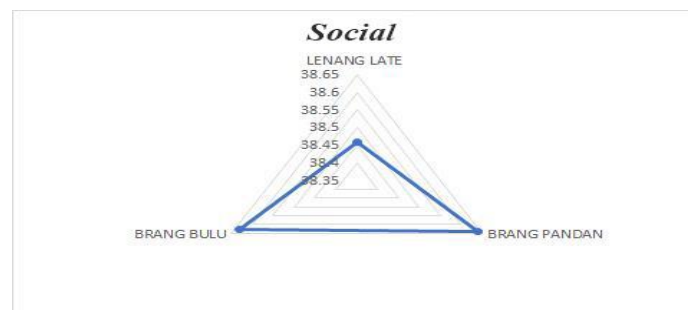 Social
LENANG LATE
38.65
38.6
38.55
38.5
38.45
38.4
38.35
BRANG BULU
BRANG PANDAN